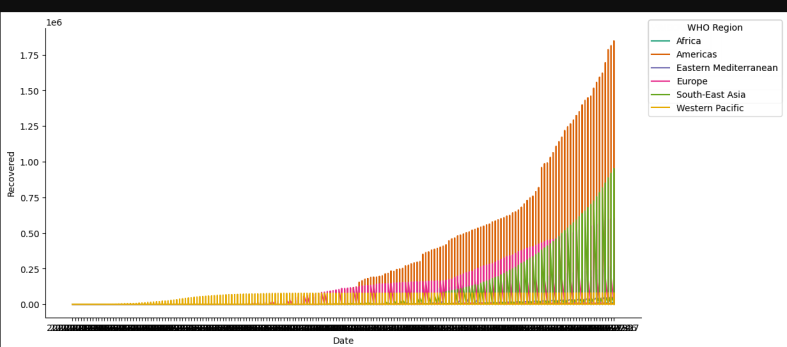 1e6
WHO Region
Africa
Americas
Eastern Mediterranean
Europe
South-East Asia
Western Pacific
1.75
1.50
1.25
1.00
0.75
0.50
0.25
0.00
Recovered
Date